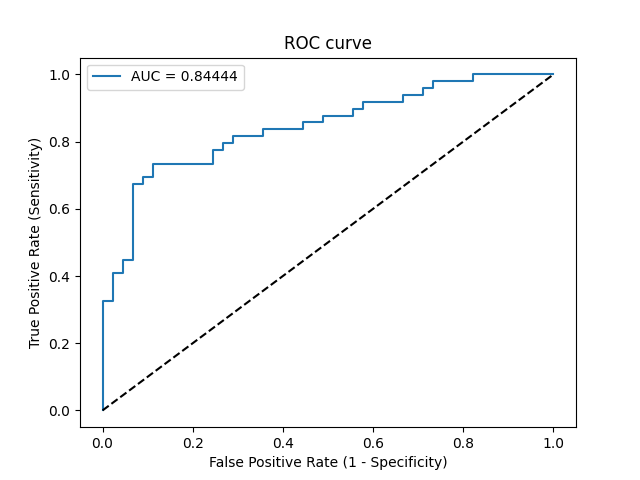 ROC curve
AUC = 0.84444
True Positive Rate (Sensitivity)
1.0
0.8
0.6
0.4
0.2
0.0
0.0 0.2 0.4 0.6 0.8 1.0
False Positive Rate (1 - Specificity)